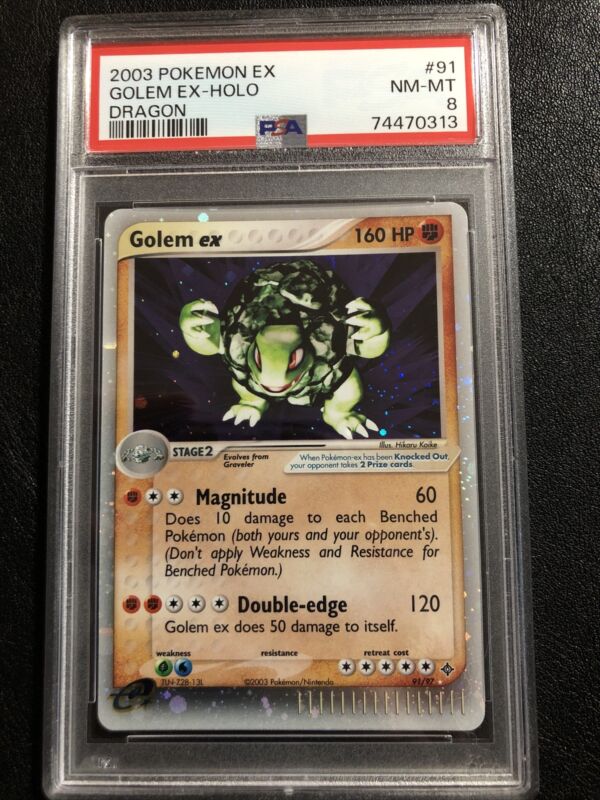 2003 POKEMON EX #91
GOLEM EX-HOLO NM-MT
DRAGON 8
PSA 74470313
Golem ex 160 HP
Illus. Hikaru Koike
STAGE2
Evolves from
Graveler
When Pokémon-ex has been Knocked Out,
your opponent takes 2 Prize cards.
Magnitude 60
Does 10 damage to each Benched
Pokémon (both yours and your opponent's).
(Don't apply Weakness and Resistance for
Benched Pokémon.)
Double-edge 120
Golem ex does 50 damage to itself.
weakness resistance retreat cost
7LN-Z2B-13L ©2003 Pokémon/Nintendo 91/97
e